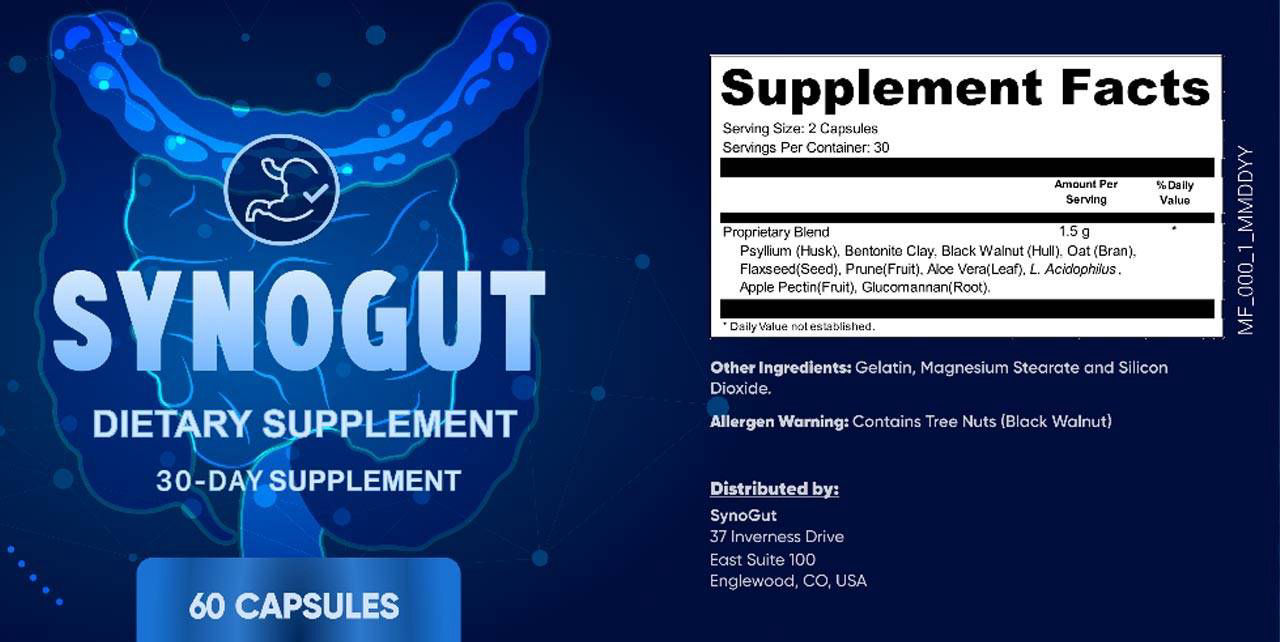 SYNOGUT
DIETARY SUPPLEMENT
30-DAY SUPPLEMENT
60 CAPSULES
Supplement Facts
Serving Size: 2 Capsules
Servings Per Container: 30
Amount Per
Serving
% Daily
Value
Proprietary Blend 1.5 g *
Psyllium (Husk), Bentonite Clay, Black Walnut (Hull), Oat (Bran),
Flaxseed(Seed), Prune(Fruit), Aloe Vera(Leaf), L. Acidophilus,
Apple Pectin(Fruit), Glucomannan(Root).
* Daily Value not established.
Other Ingredients: Gelatin, Magnesium Stearate and Silicon
Dioxide.
Allergen Warning: Contains Tree Nuts (Black Walnut)
Distributed by:
SynoGut
37 Inverness Drive
East Suite 100
Englewood, CO, USA
MF_000_1_MMDDYY